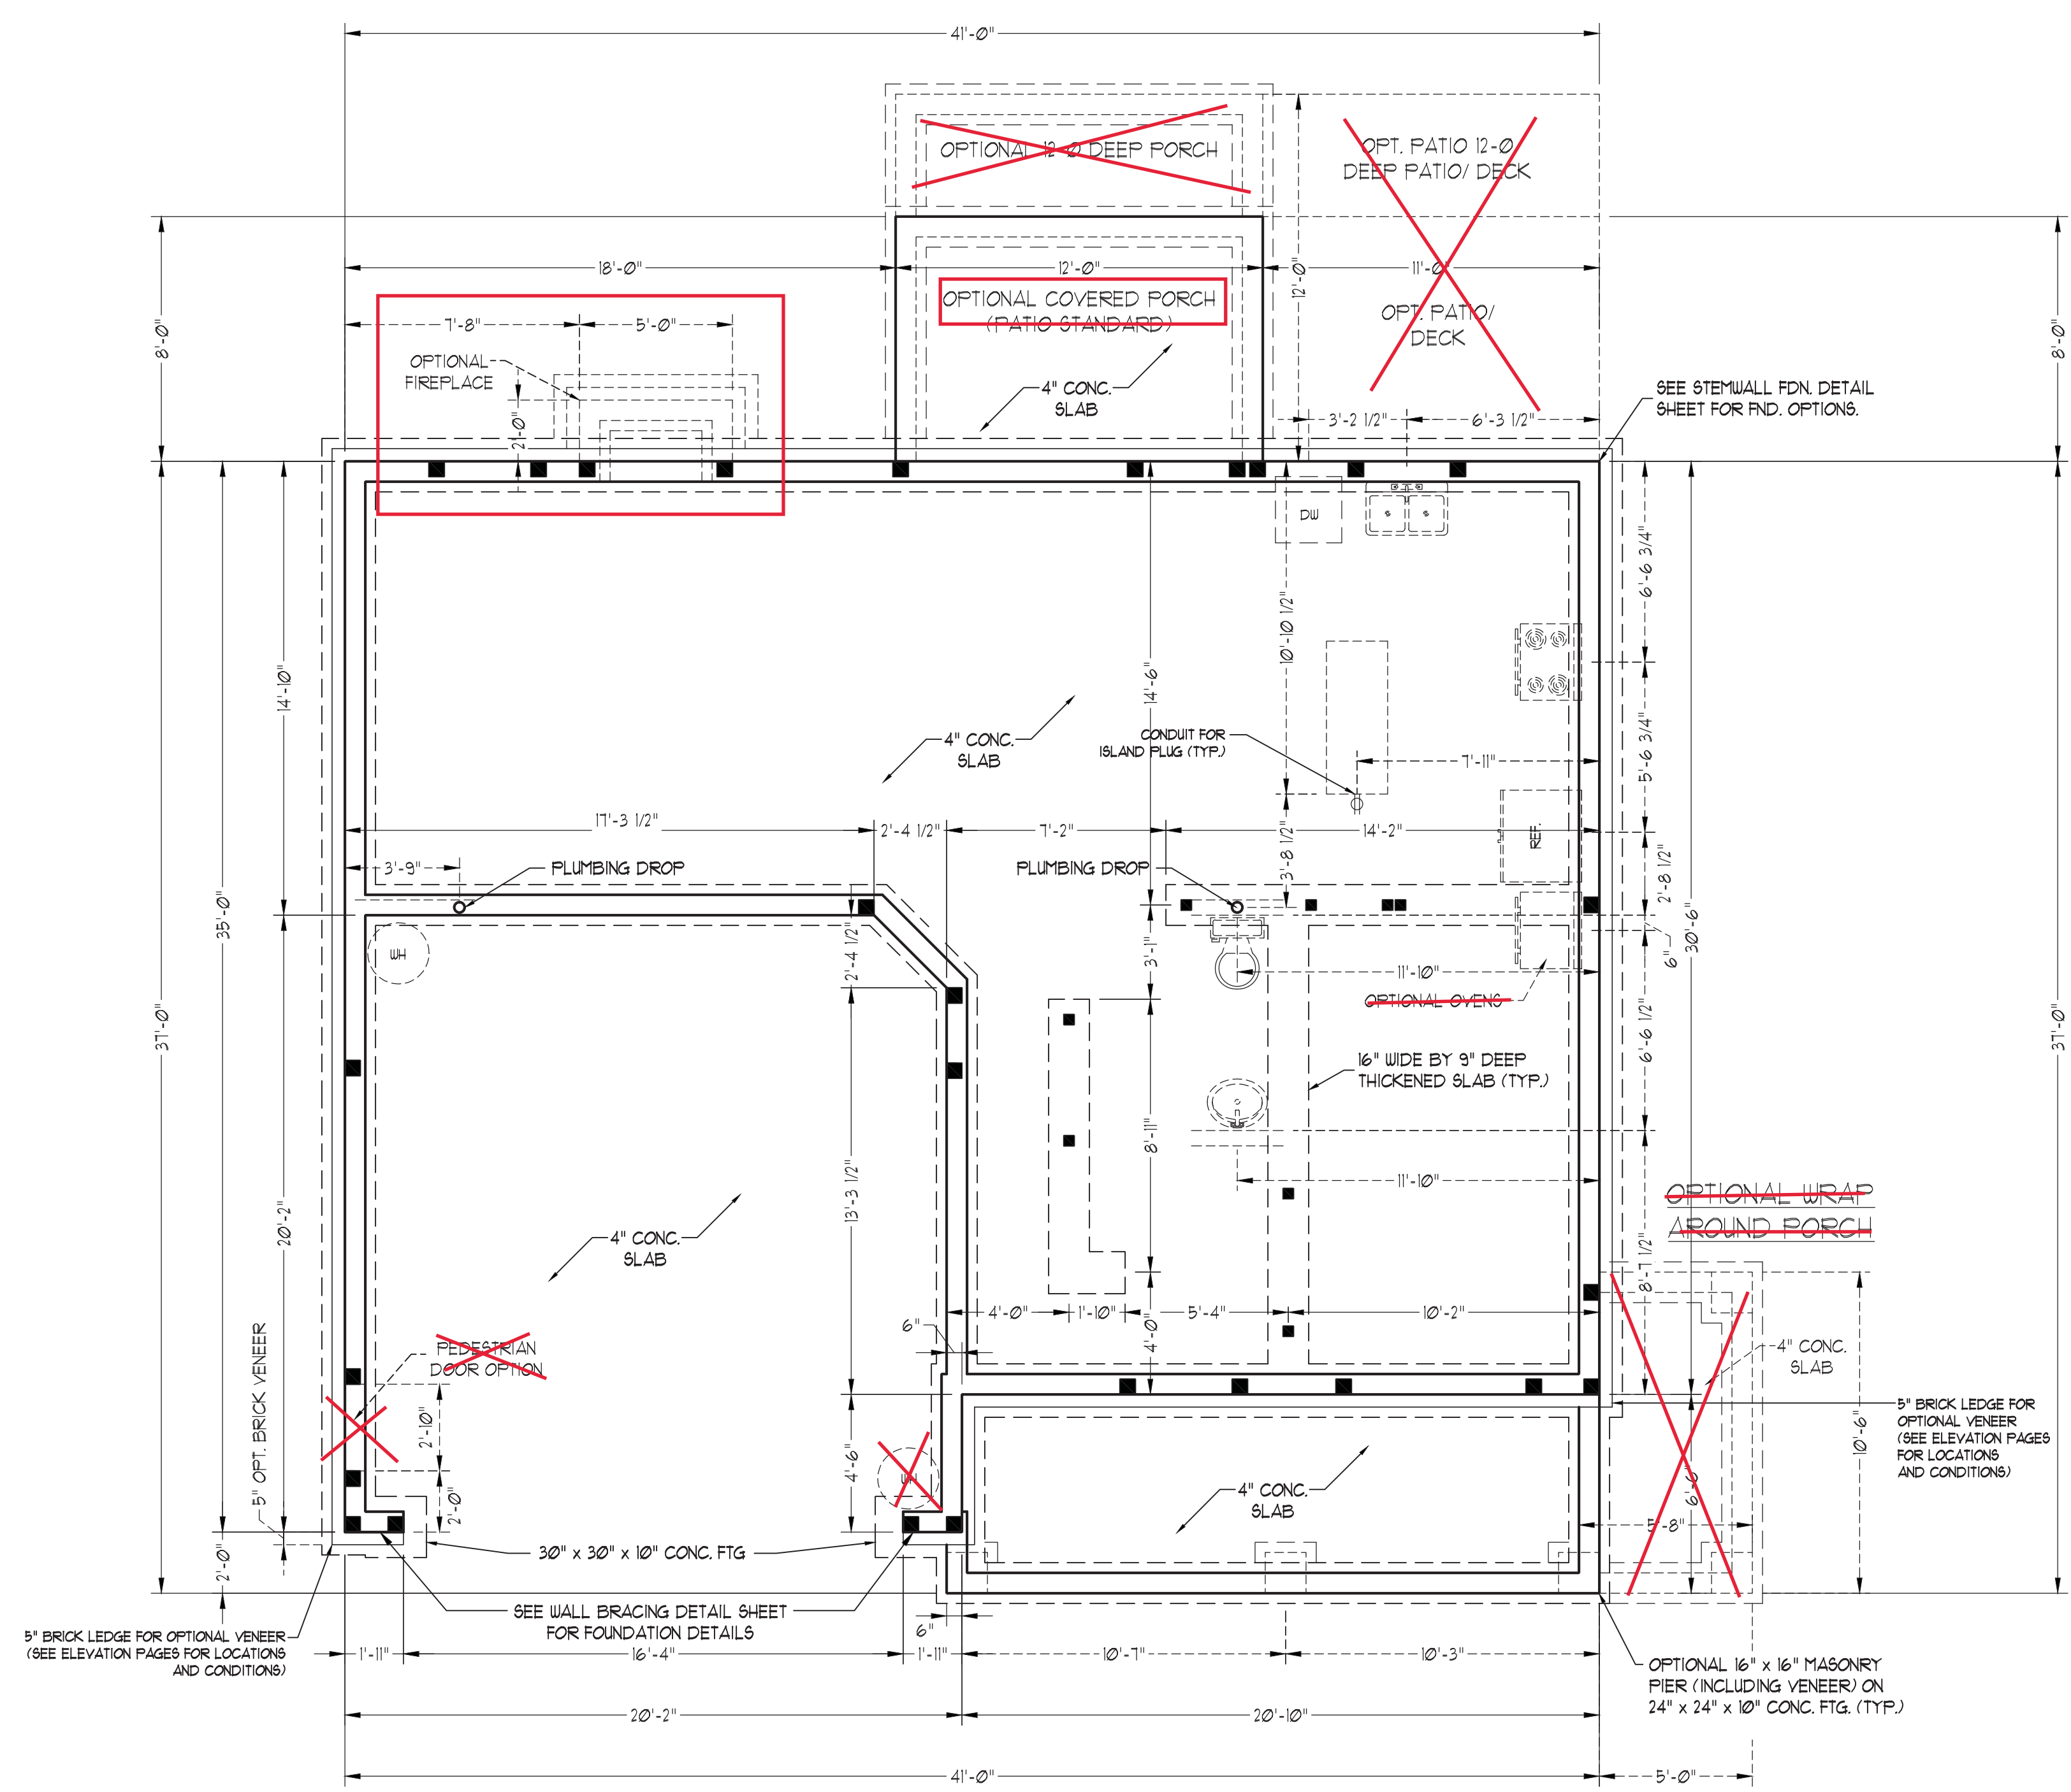 41'-0"
OPTIONAL 12-0 DEEP PORCH
OPT. PATIO 12-0
DEEP PATIO/ DECK
18'-0"
12'-0"
11'-0"
12'-0"
8'-0"
8'-0"
OPTIONAL COVERED PORCH
(PATIO STANDARD)
OPT. PATIO/
DECK
7'-8"
5'-0"
OPTIONAL
FIREPLACE
2'-0"
4" CONC.
SLAB
3'-2 1/2"
6'-3 1/2"
SEE STEMWALL FDN. DETAIL
SHEET FOR FND. OPTIONS.
DW
6'-6 3/4"
10'-10 1/2"
14'-10"
14'-6"
4" CONC.
SLAB
CONDUIT FOR
ISLAND PLUG (TYP.)
7'-11"
5'-6 3/4"
17'-3 1/2"
2'-4 1/2"
7'-2"
14'-2"
REF.
3'-9"
PLUMBING DROP
PLUMBING DROP
3'-8 1/2"
2'-8 1/2"
35'-0"
30'-6"
WH
2'-4 1/2"
3'-1"
6"
11'-10"
OPTIONAL OVENS
37'-0"
37'-0"
6'-6 1/2"
16" WIDE BY 9" DEEP
THICKENED SLAB (TYP.)
8'-11"
13'-3 1/2"
11'-10"
20'-2"
OPTIONAL WRAP
AROUND PORCH
4" CONC.
SLAB
8'-7 1/2"
4'-0"
1'-10"
5'-4"
10'-2"
6"
4'-0"
PEDESTRIAN
DOOR OPTION
5" OPT. BRICK VENEER
4" CONC.
SLAB
2'-10"
4'-6"
WH
10'-6"
5" BRICK LEDGE FOR
OPTIONAL VENEER
(SEE ELEVATION PAGES
FOR LOCATIONS
AND CONDITIONS)
4" CONC.
SLAB
6'-6"
2'-0"
5'-8"
30" x 30" x 10" CONC. FTG
2'-0"
SEE WALL BRACING DETAIL SHEET
FOR FOUNDATION DETAILS
6"
5" BRICK LEDGE FOR OPTIONAL VENEER
(SEE ELEVATION PAGES FOR LOCATIONS
AND CONDITIONS)
1'-11"
16'-4"
1'-11"
10'-7"
10'-3"
OPTIONAL 16" x 16" MASONRY
PIER (INCLUDING VENEER) ON
24" x 24" x 10" CONC. FTG. (TYP.)
20'-2"
20'-10"
41'-0"
5'-0"